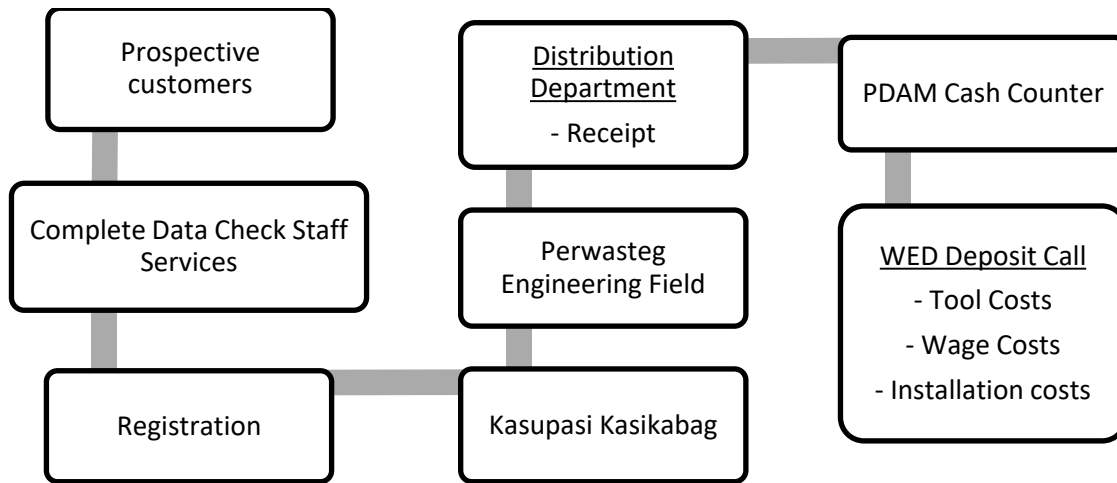 Prospective
customers
Complete Data Check Staff
Services
Registration
Kasupasi Kasikabag
Perwasteg
Engineering Field
Distribution
Department
- Receipt
PDAM Cash Counter
WED Deposit Call
- Tool Costs
- Wage Costs
- Installation costs